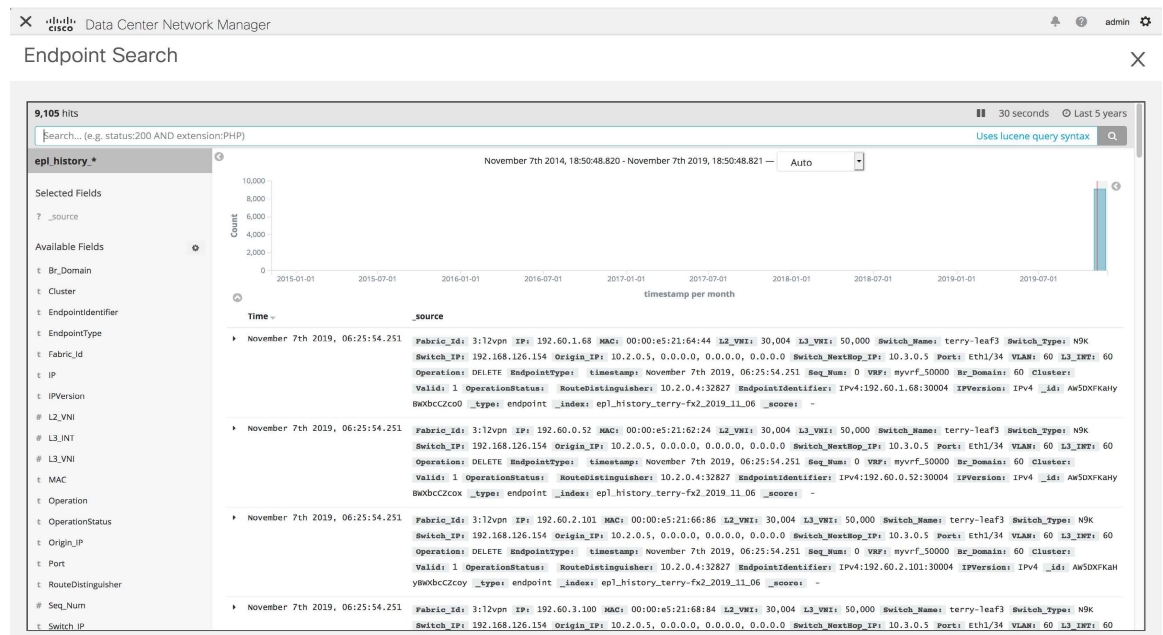 cisco Data Center Network Manager admin
Endpoint Search
9,105 hits 30 seconds Last 5 years
Search... (e.g. status:200 AND extension:PHP) Uses lucene query syntax
epl_history_*
November 7th 2014, 18:50:48.820 - November 7th 2019, 18:50:48.821 — Auto
Selected Fields
? _source
Available Fields
t Br_Domain
t Cluster
t EndpointIdentifier
t EndpointType
t Fabric_Id
t IP
t IPVersion
# L2_VNI
# L3_INT
# L3_VNI
t MAC
t Operation
t OperationStatus
t Origin_IP
t Port
t RouteDistinguisher
# Seq_Num
t Switch_IP
Count
10,000
8,000
6,000
4,000
2,000
0
2015-01-01 2015-07-01 2016-01-01 2016-07-01 2017-01-01 2017-07-01 2018-01-01 2018-07-01 2019-01-01 2019-07-01
timestamp per month
Time _source
November 7th 2019, 06:25:54.251 Fabric_Id: 3:l2vpn IP: 192.60.1.68 MAC: 00:00:e5:21:64:44 L2_VNI: 30,004 L3_VNI: 50,000 Switch_Name: terry-leaf3 Switch_Type: N9K
Switch_IP: 192.168.126.154 Origin_IP: 10.2.0.5, 0.0.0.0, 0.0.0.0, 0.0.0.0 Switch_NextHop_IP: 10.3.0.5 Port: Eth1/34 VLAN: 60 L3_INT: 60
Operation: DELETE EndpointType: timestamp: November 7th 2019, 06:25:54.251 Seq_Num: 0 VRF: myvrf_50000 Br_Domain: 60 Cluster:
Valid: 1 OperationStatus: RouteDistinguisher: 10.2.0.4:32827 EndpointIdentifier: IPv4:192.60.1.68:30004 IPVersion: IPv4 _id: AW5DXFKaHy
BWXbcCZco0 _type: endpoint _index: epl_history_terry-fx2_2019_11_06 _score: -
November 7th 2019, 06:25:54.251 Fabric_Id: 3:l2vpn IP: 192.60.0.52 MAC: 00:00:e5:21:62:24 L2_VNI: 30,004 L3_VNI: 50,000 Switch_Name: terry-leaf3 Switch_Type: N9K
Switch_IP: 192.168.126.154 Origin_IP: 10.2.0.5, 0.0.0.0, 0.0.0.0, 0.0.0.0 Switch_NextHop_IP: 10.3.0.5 Port: Eth1/34 VLAN: 60 L3_INT: 60
Operation: DELETE EndpointType: timestamp: November 7th 2019, 06:25:54.251 Seq_Num: 0 VRF: myvrf_50000 Br_Domain: 60 Cluster:
Valid: 1 OperationStatus: RouteDistinguisher: 10.2.0.4:32827 EndpointIdentifier: IPv4:192.60.0.52:30004 IPVersion: IPv4 _id: AW5DXFKaHy
BWXbcCZcox _type: endpoint _index: epl_history_terry-fx2_2019_11_06 _score: -
November 7th 2019, 06:25:54.251 Fabric_Id: 3:l2vpn IP: 192.60.2.101 MAC: 00:00:e5:21:66:86 L2_VNI: 30,004 L3_VNI: 50,000 Switch_Name: terry-leaf3 Switch_Type: N9K
Switch_IP: 192.168.126.154 Origin_IP: 10.2.0.5, 0.0.0.0, 0.0.0.0, 0.0.0.0 Switch_NextHop_IP: 10.3.0.5 Port: Eth1/34 VLAN: 60 L3_INT: 60
Operation: DELETE EndpointType: timestamp: November 7th 2019, 06:25:54.251 Seq_Num: 0 VRF: myvrf_50000 Br_Domain: 60 Cluster:
Valid: 1 OperationStatus: RouteDistinguisher: 10.2.0.4:32827 EndpointIdentifier: IPv4:192.60.2.101:30004 IPVersion: IPv4 _id: AW5DXFKaH
yBWXbcCZcoy _type: endpoint _index: epl_history_terry-fx2_2019_11_06 _score: -
November 7th 2019, 06:25:54.251 Fabric_Id: 3:l2vpn IP: 192.60.3.100 MAC: 00:00:e5:21:68:84 L2_VNI: 30,004 L3_VNI: 50,000 Switch_Name: terry-leaf3 Switch_Type: N9K
Switch_IP: 192.168.126.154 Origin_IP: 10.2.0.5, 0.0.0.0, 0.0.0.0, 0.0.0.0 Switch_NextHop_IP: 10.3.0.5 Port: Eth1/34 VLAN: 60 L3_INT: 60